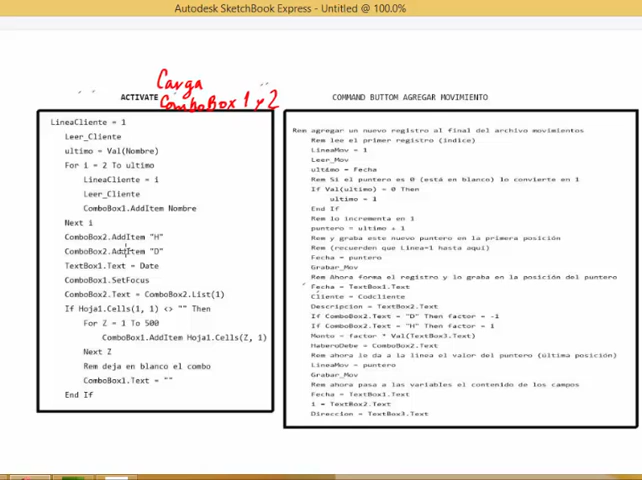 Autodesk SketchBook Express - Untitled @ 100.0%
Carga
ACTIVATE ComboBox 1 y 2
LineaCliente = 1
Leer_Cliente
ultimo = Val(Nombre)
For i = 2 To ultimo
LineaCliente = i
Leer_Cliente
ComboBox1.AddItem Nombre
Next i
ComboBox2.AddItem "H"
ComboBox2.AddItem "D"
TextBox1.Text = Date
ComboBox1.SetFocus
ComboBox2.Text = ComboBox2.List(1)
If Hoja1.Cells(1, 1) <> "" Then
For Z = 1 To 500
ComboBox1.AddItem Hoja1.Cells(Z, 1)
Next Z
Rem deja en blanco el combo
ComboBox1.Text = ""
End If
COMMAND BUTTOM AGREGAR MOVIMIENTO
Rem agregar un nuevo registro al final del archivo movimientos
Rem lee el primer registro (indice)
LineaMov = 1
Leer_Mov
ultimo = Fecha
Rem Si el puntero es 0 (está en blanco) lo convierte en 1
If Val(ultimo) = 0 Then
ultimo = 1
End If
Rem lo incrementa en 1
puntero = ultimo + 1
Rem y graba este nuevo puntero en la primera posición
Rem (recuerden que Linea=1 hasta aquí)
Fecha = puntero
Grabar_Mov
Rem Ahora forma el registro y lo graba en la posición del puntero
Fecha = TextBox1.Text
Cliente = Codcliente
Descripcion = TextBox2.Text
If ComboBox2.Text = "D" Then factor = -1
If ComboBox2.Text = "H" Then factor = 1
Monto = factor * Val(TextBox3.Text)
HaberoDebe = ComboBox2.Text
Rem ahora le da a la linea el valor del puntero (última posición)
LineaMov = puntero
Grabar_Mov
Rem ahora pasa a las variables el contenido de los campos
Fecha = TextBox1.Text
i = TextBox2.Text
Direccion = TextBox3.Text